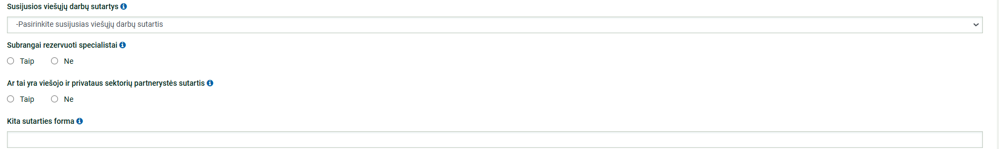 Susijusios viešųjų darbų sutartys
-Pasirinkite susijusias viešųjų darbų sutartis
Subrangai rezervuoti specialistai
Taip Ne
Ar tai yra viešojo ir privataus sektorių partnerystės sutartis
Taip Ne
Kita sutarties forma